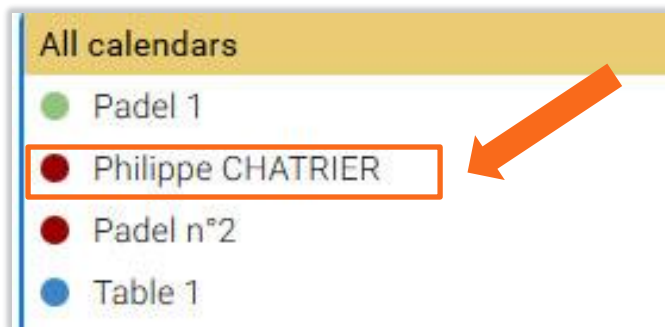 All calendars
Padel 1
Philippe CHATRIER
Padel n°2
Table 1